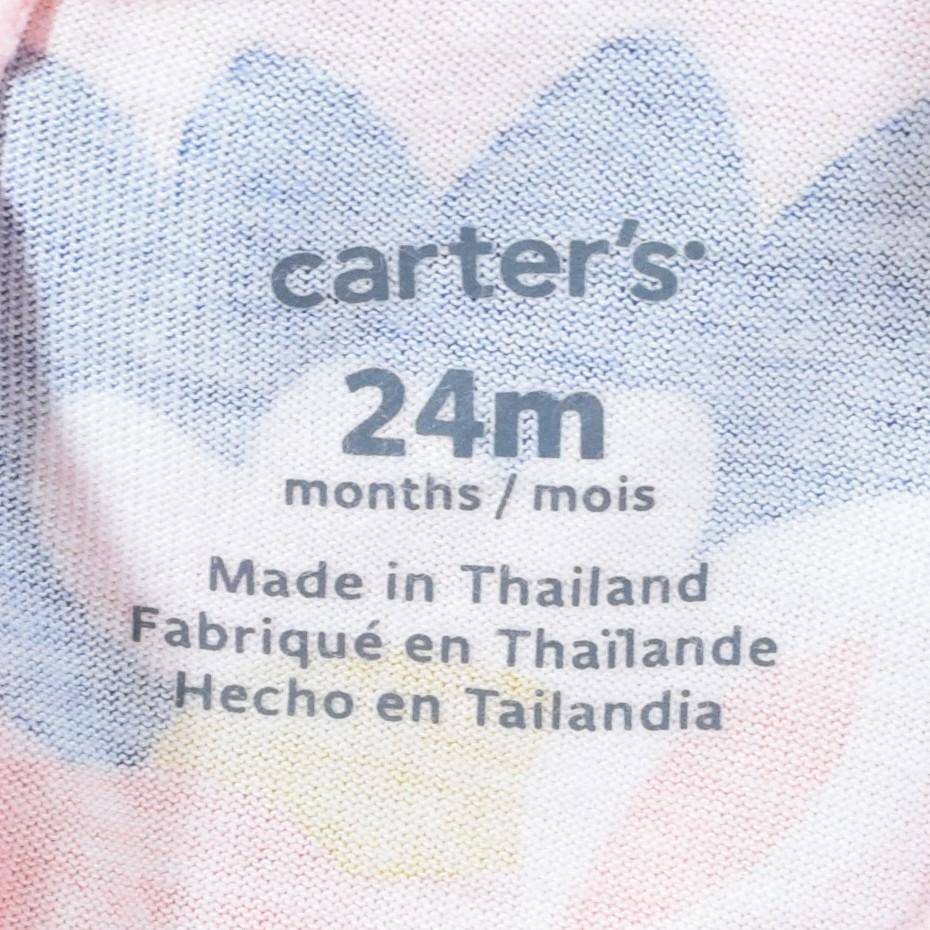 carter's
24m
months / mois
Made in Thailand
Fabriqué en Thaïlande
Hecho en Tailandia